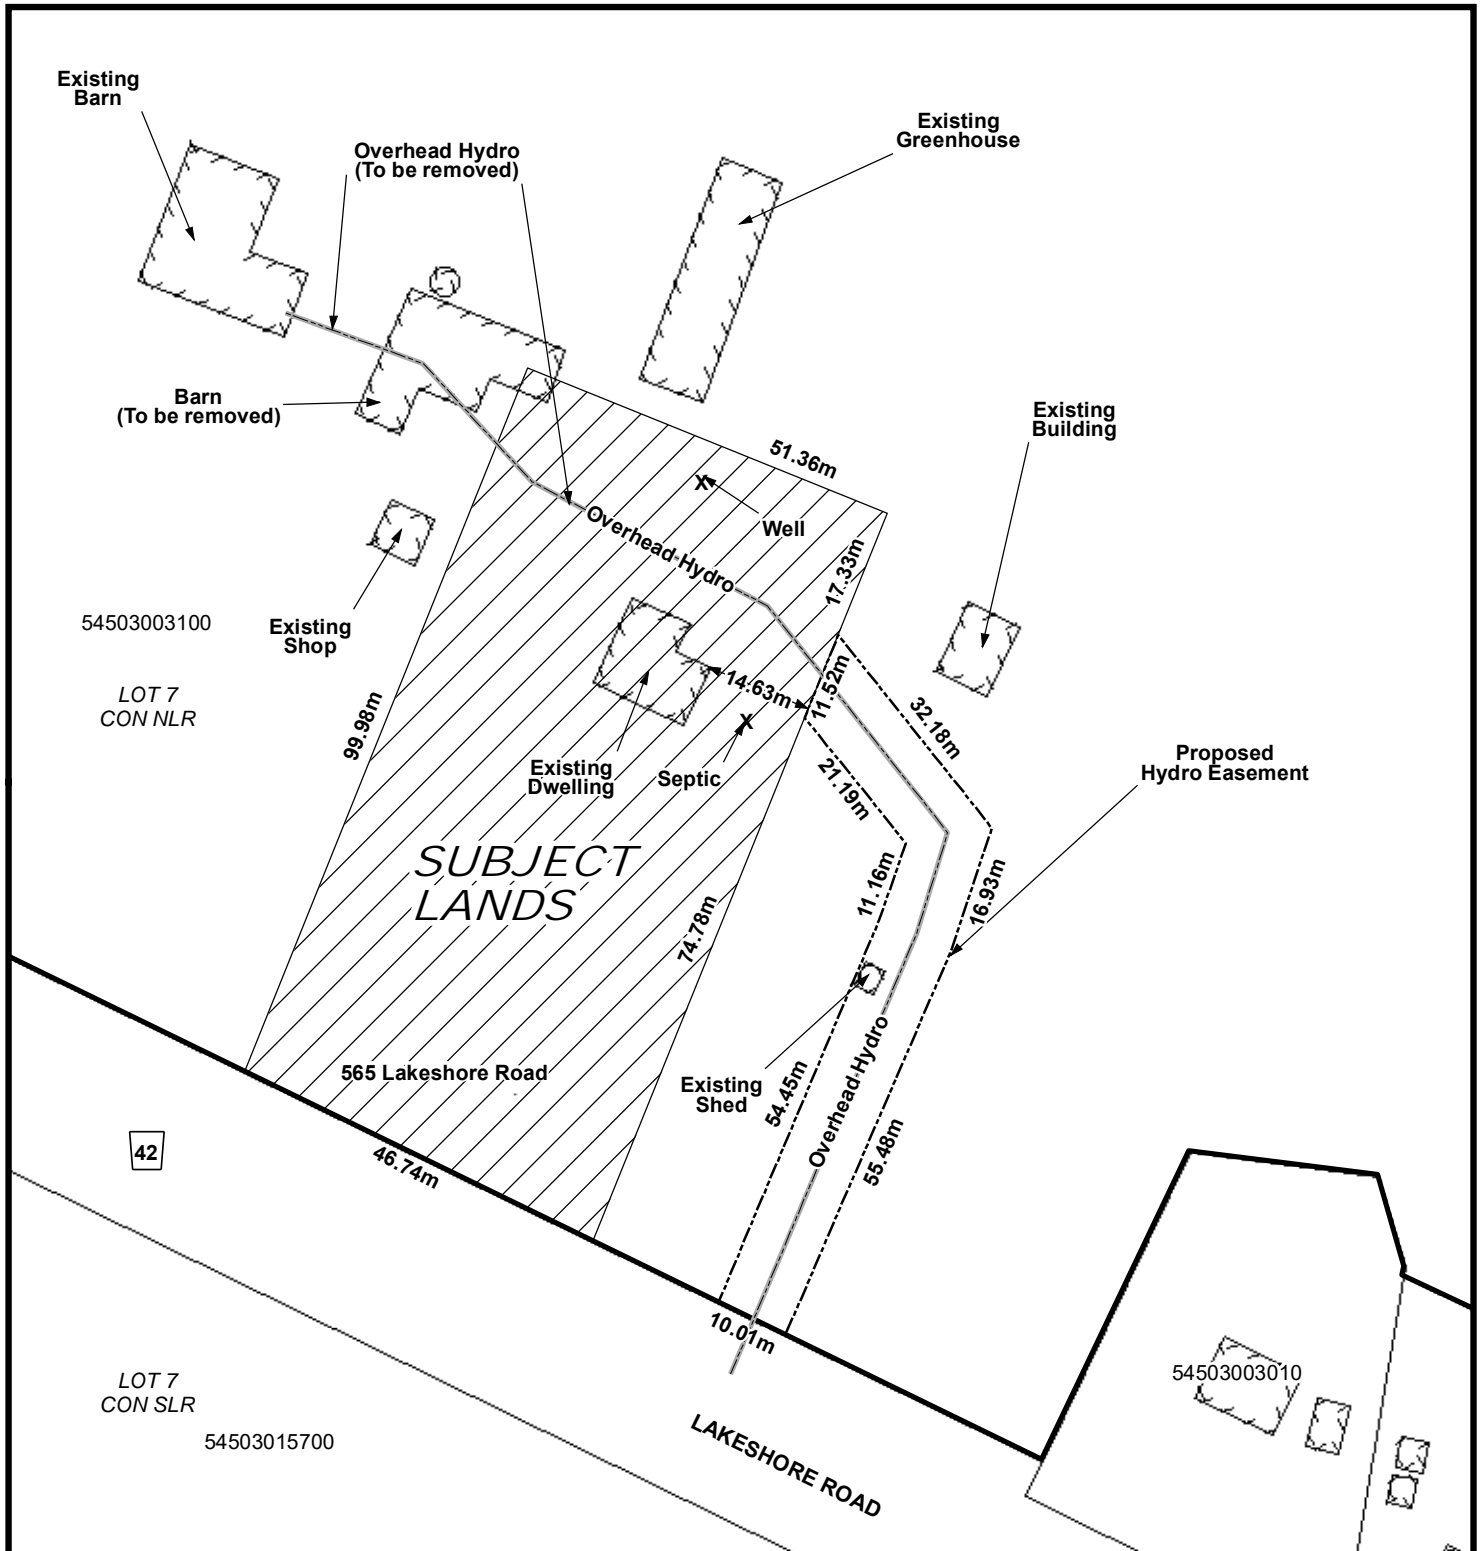 Existing
Barn
Overhead Hydro
(To be removed)
Existing
Greenhouse
Barn
(To be removed)
Existing
Building
51.36m
X
Well
Overhead Hydro
17.33m
54503003100
Existing
Shop
LOT 7
CON NLR
99.98m
14.63m
11.52m
X
32.18m
Existing
Dwelling
Septic
21.19m
Proposed
Hydro Easement
SUBJECT
LANDS
11.16m
16.93m
74.78m
565 Lakeshore Road
Existing
Shed
54.45m
Overhead Hydro
55.48m
42
46.74m
10.01m
LOT 7
CON SLR
54503015700
54503003010
LAKESHORE ROAD